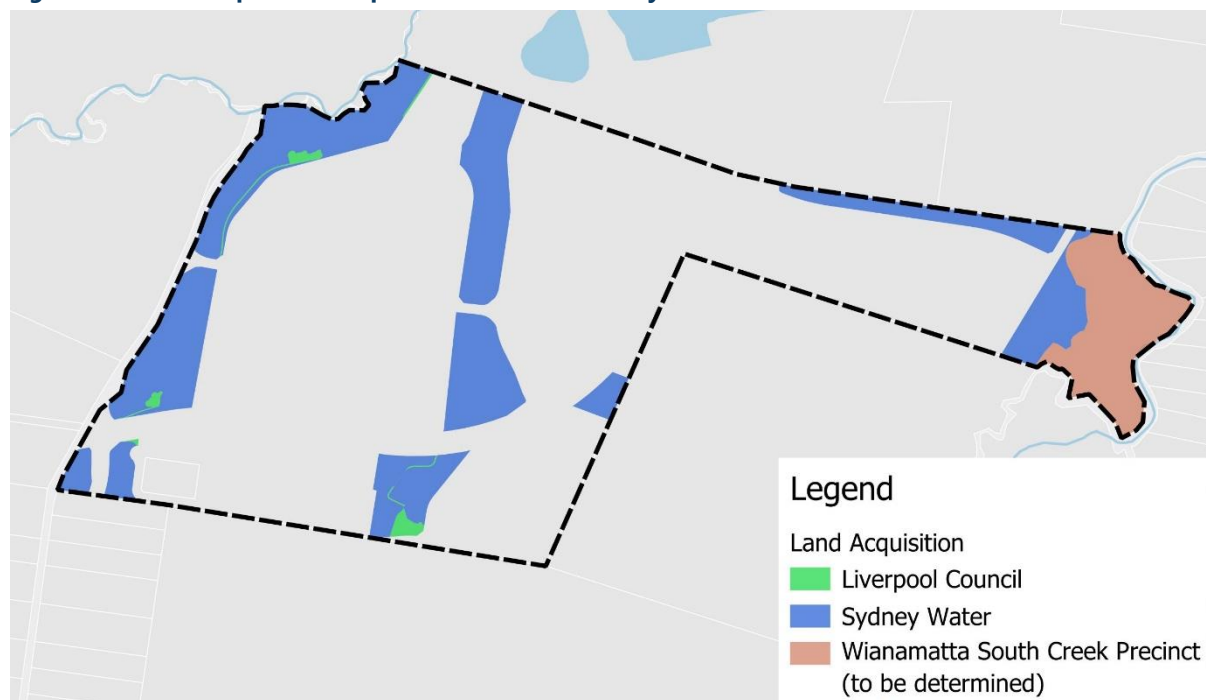 Legend
Land Acquisition
Liverpool Council
Sydney Water
Wianamatta South Creek Precinct
(to be determined)